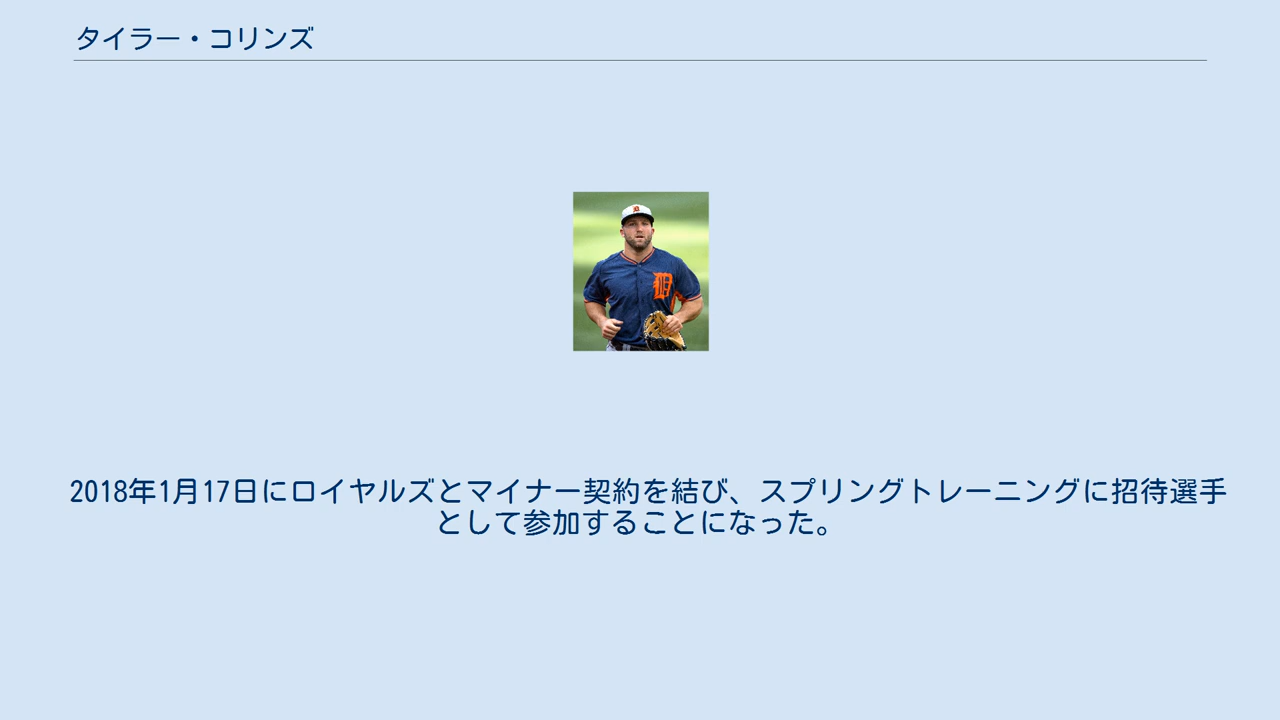 タイラー・コリンズ
2018年1月17日にロイヤルズとマイナー契約を結び、スプリングトレーニングに招待選手
として参加することになった。